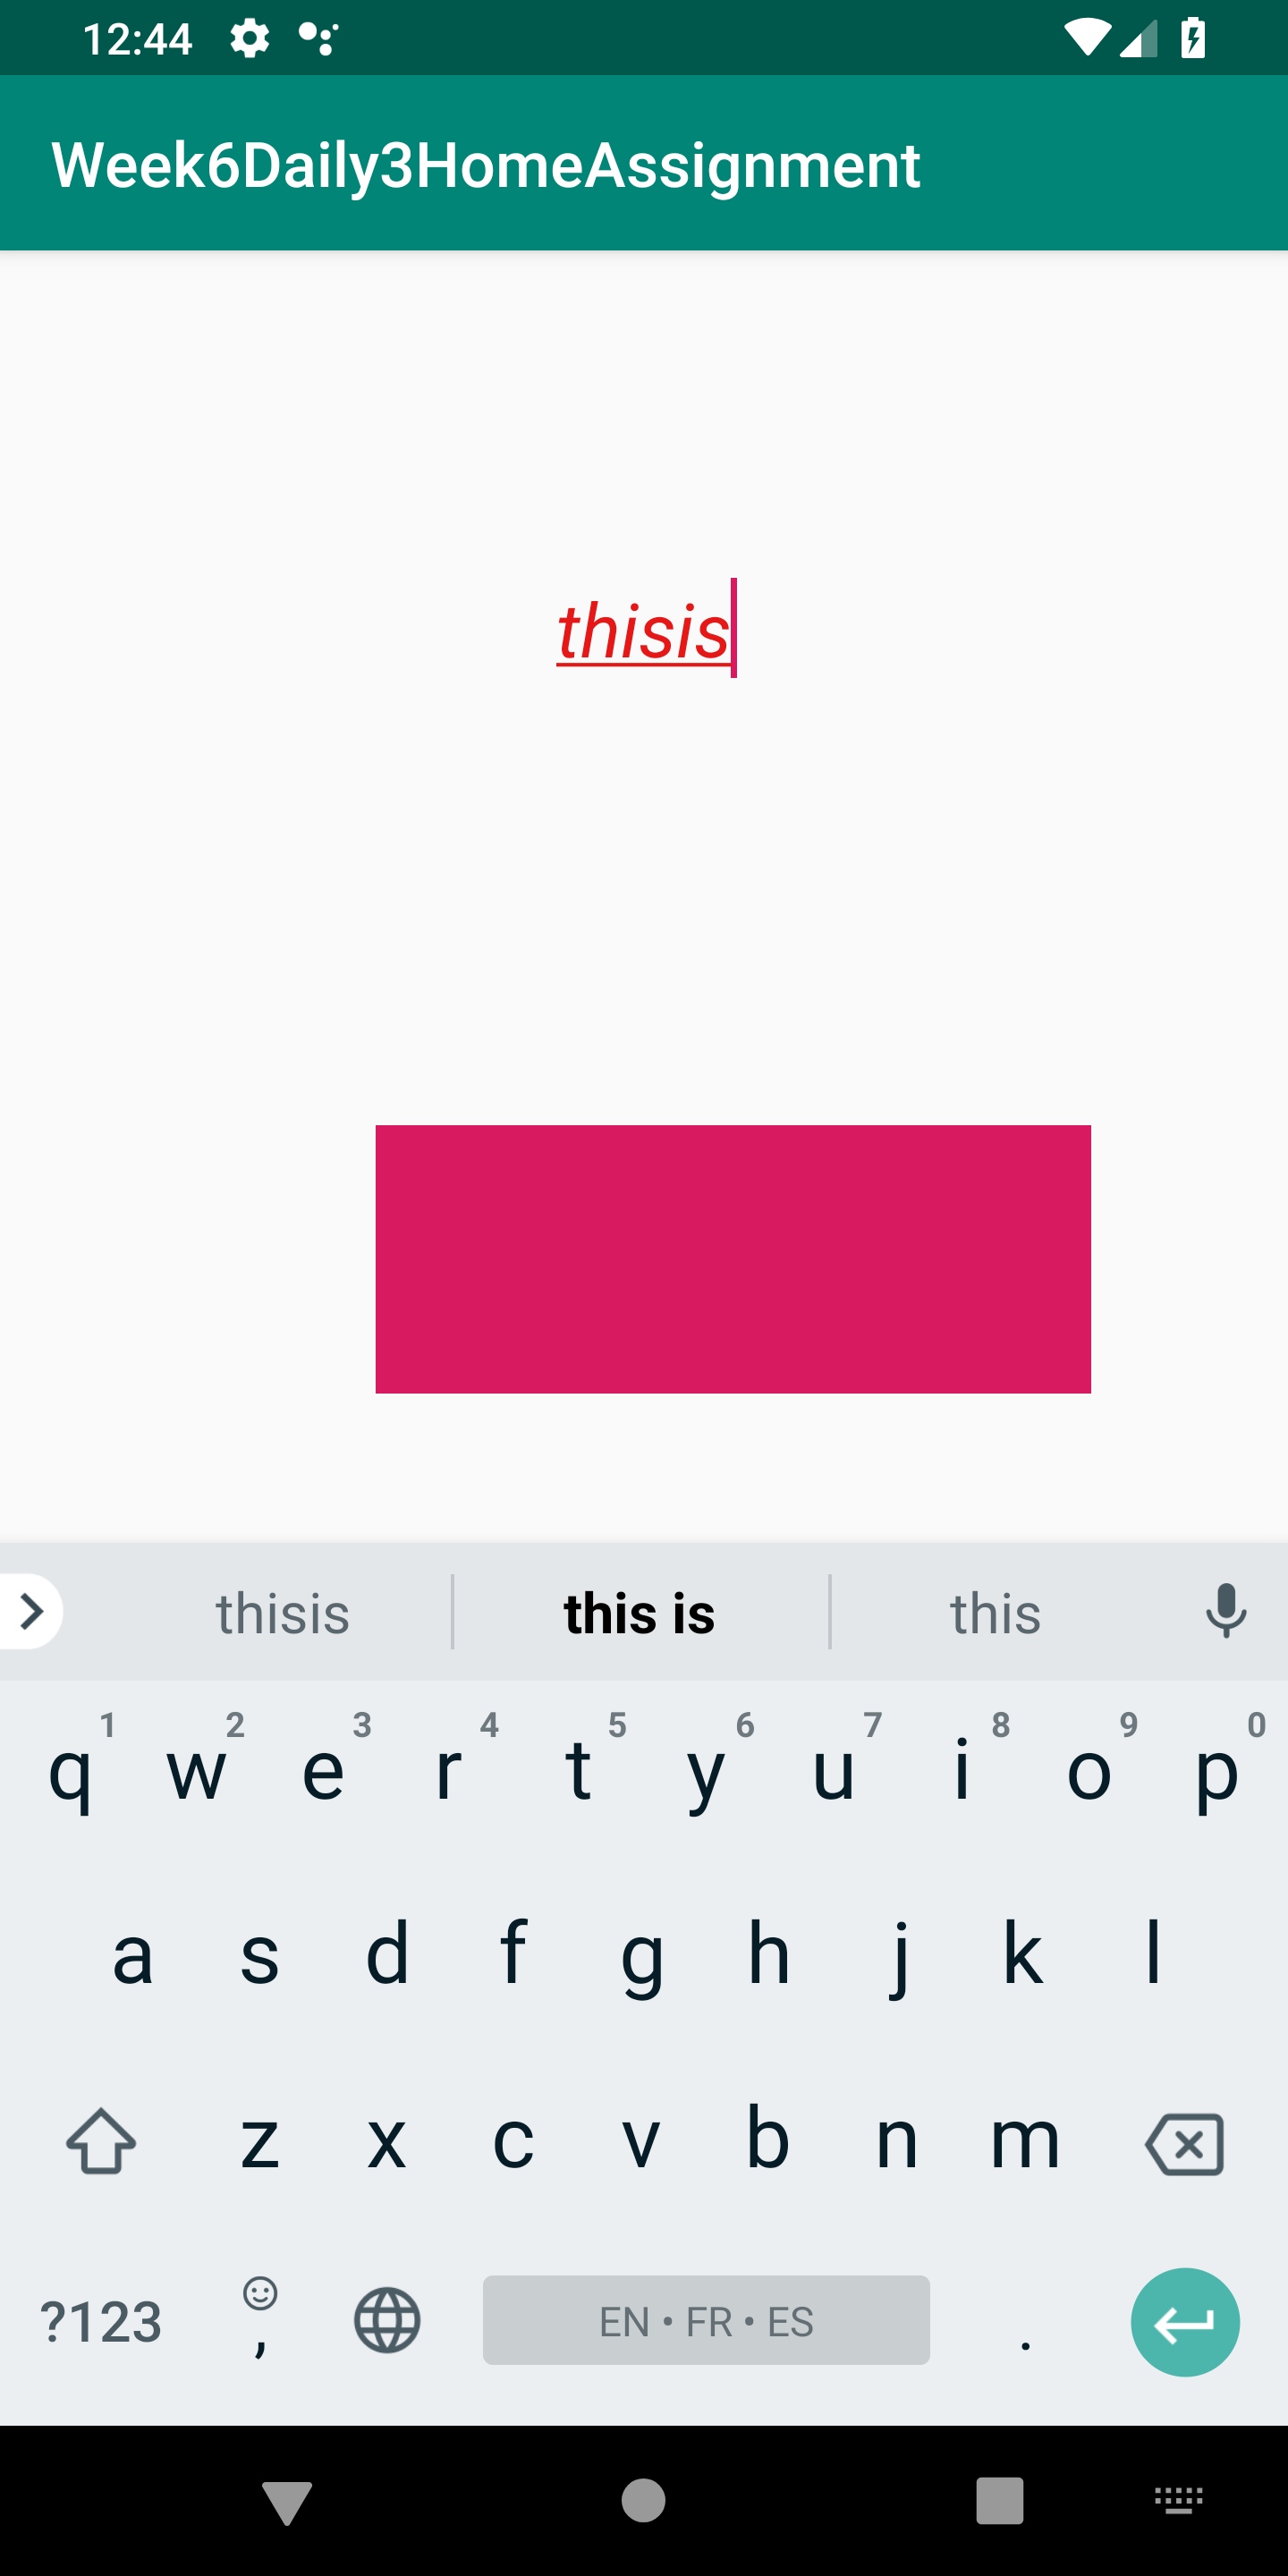 12:44
Week6Daily3HomeAssignment
thisis
thisis this is this
1 2 3 4 5 6 7 8 9 0
q w e r t y u i o p
a s d f g h j k l
z x c v b n m
?123 , EN • FR • ES .